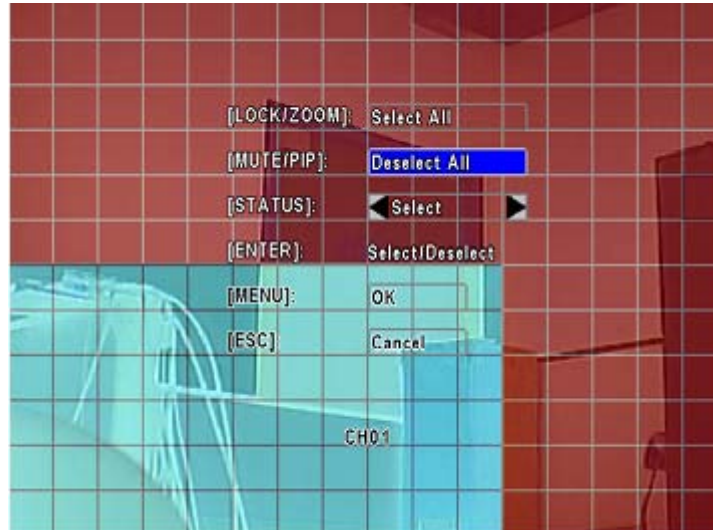 [LOCK/ZOOM]: Select All
[MUTE/PIP]: Deselect All
[STATUS]: Select
[ENTER]: Select/Deselect
[MENU]: OK
[ESC] Cancel
CH01